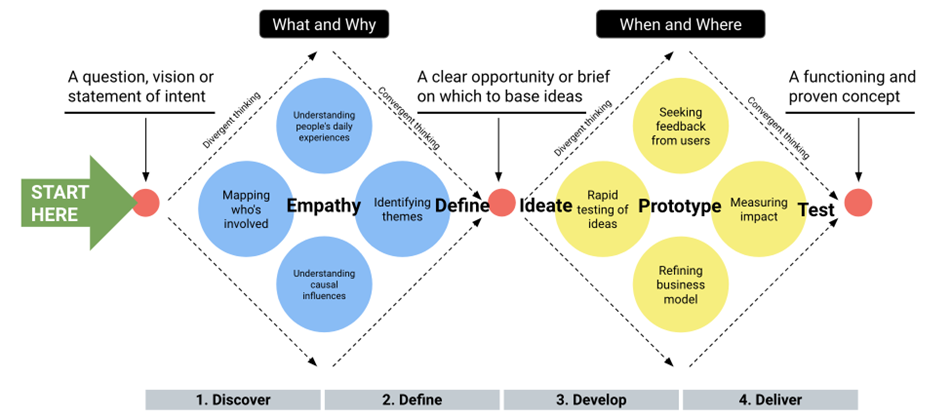 What and Why
When and Where
A question, vision or
statement of intent
A clear opportunity or brief
on which to base ideas
A functioning and
proven concept
Divergent thinking
Convergent thinking
Divergent thinking
Convergent thinking
START
HERE
Understanding
people's daily
experiences
Mapping
who's
involved
Empathy
Identifying
themes
Define
Understanding
causal
influences
Ideate
Seeking
feedback
from users
Rapid
testing of
ideas
Prototype
Measuring
impact
Test
Refining
business
model
1. Discover
2. Define
3. Develop
4. Deliver